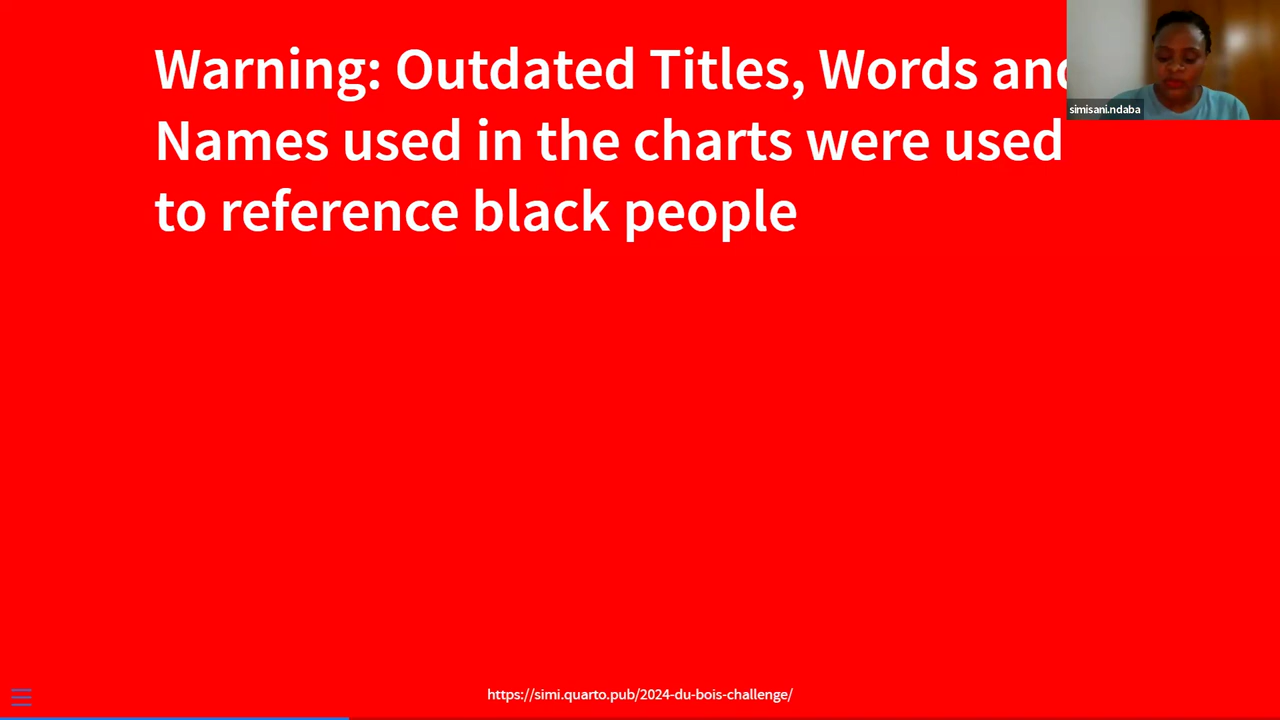 Warning: Outdated Titles, Words and
Names used in the charts were used
to reference black people
simisani.ndaba
https://simi.quarto.pub/2024-du-bois-challenge/